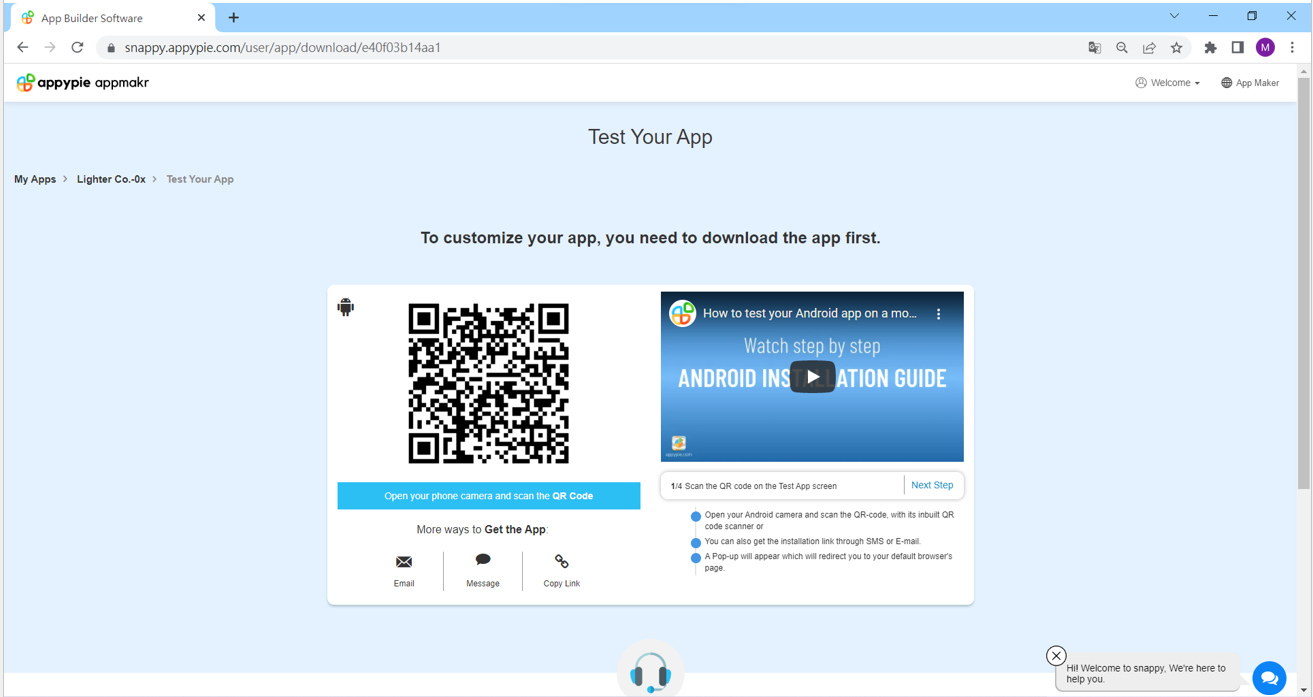 App Builder Software
snappy.appypie.com/user/app/download/e40f03b14aa1
M
appypie appmakr
Welcome
App Maker
Test Your App
My Apps > Lighter Co.-0x > Test Your App
To customize your app, you need to download the app first.
How to test your Android app on a mo...
Watch step by step
ANDROID INSTALLATION GUIDE
appypie.com
Open your phone camera and scan the QR Code
More ways to Get the App:
Email
Message
Copy Link
1/4 Scan the QR code on the Test App screen
Next Step
Open your Android camera and scan the QR-code, with its inbuilt QR
code scanner or
You can also get the installation link through SMS or E-mail.
A Pop-up will appear which will redirect you to your default browser's
page.
Hi! Welcome to snappy, We're here to
help you.